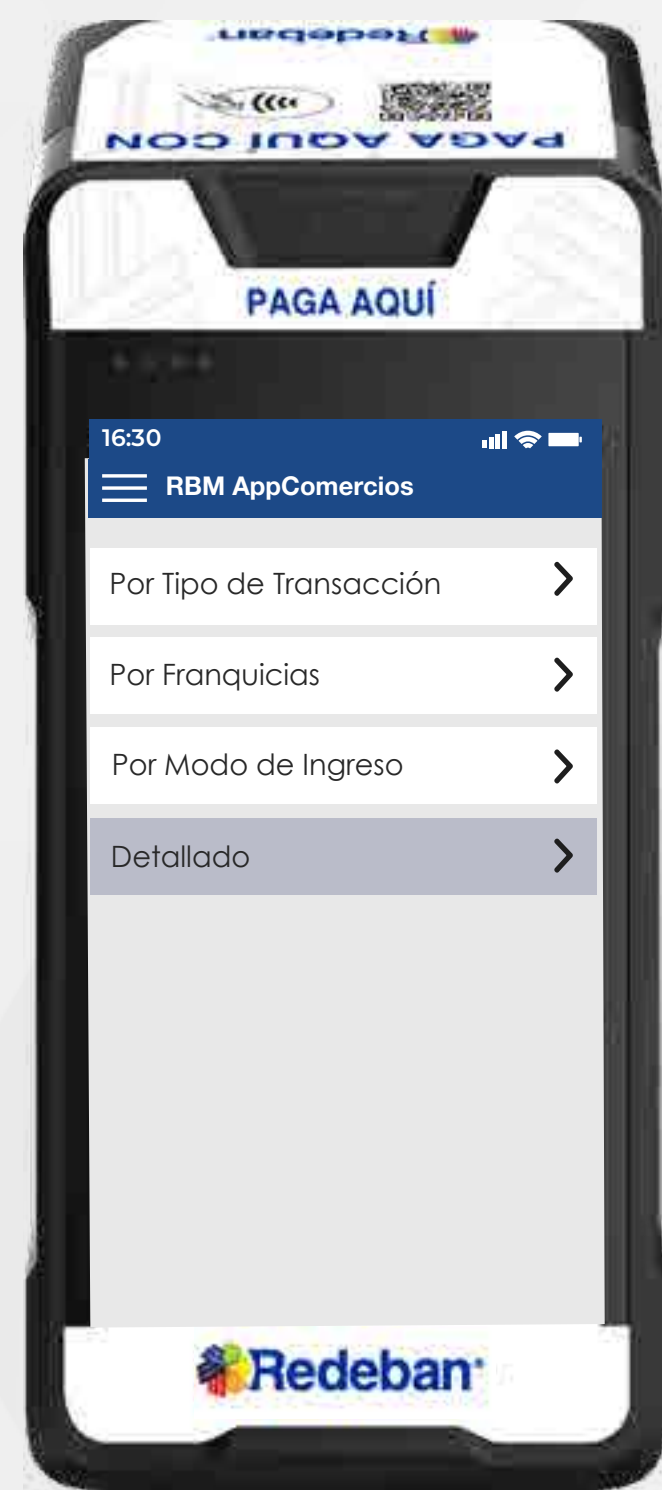 Redeban
PAGA AQUÍ CON
PAGA AQUÍ
16:30
RBM AppComercios
Por Tipo de Transacción
Por Franquicias
Por Modo de Ingreso
Detallado
Redeban